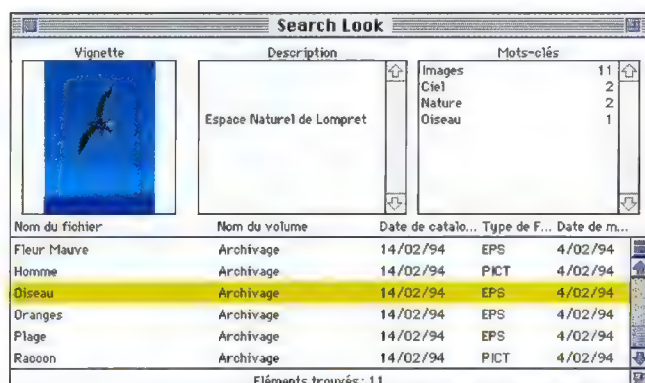 Search Look
Vignette Description Mots-clés
Images 11
Ciel 2
Nature 2
Oiseau 1
Espace Naturel de Lompret
Nom du fichier Nom du volume Date de catalo... Type de F... Date de m...
Fleur Mauve Archivage 14/02/94 EPS 4/02/94
Homme Archivage 14/02/94 PICT 4/02/94
Oiseau Archivage 14/02/94 EPS 4/02/94
Oranges Archivage 14/02/94 EPS 4/02/94
Plage Archivage 14/02/94 EPS 4/02/94
Racoon Archivage 14/02/94 PICT 4/02/94
Eléments trouvés: 11